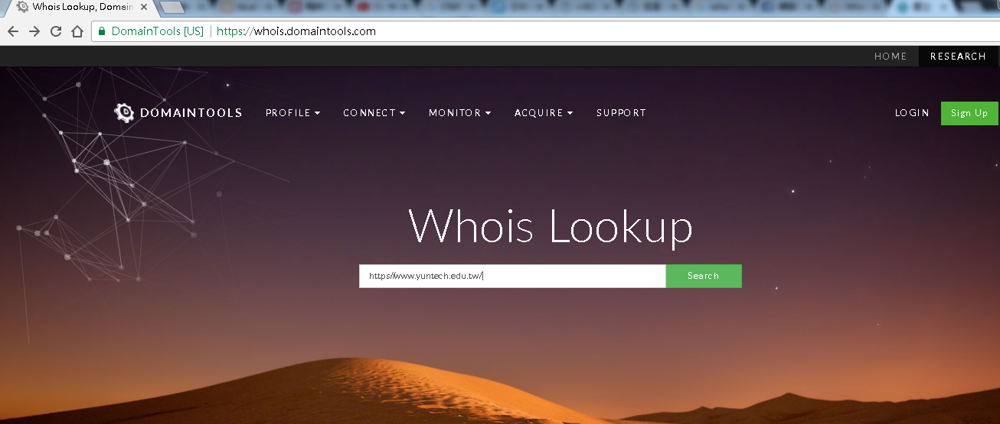 Whois Lookup, Domain
DomainTools [US] https://whois.domaintools.com
HOME RESEARCH
DOMAINTOOLS PROFILE CONNECT MONITOR ACQUIRE SUPPORT LOGIN Sign Up
Whois Lookup
https://www.yuntech.edu.tw/ Search